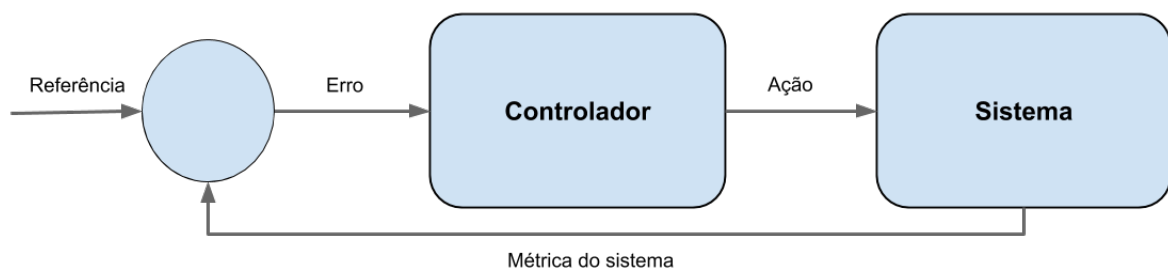 Referência
Erro
Controlador
Ação
Sistema
Métrica do sistema